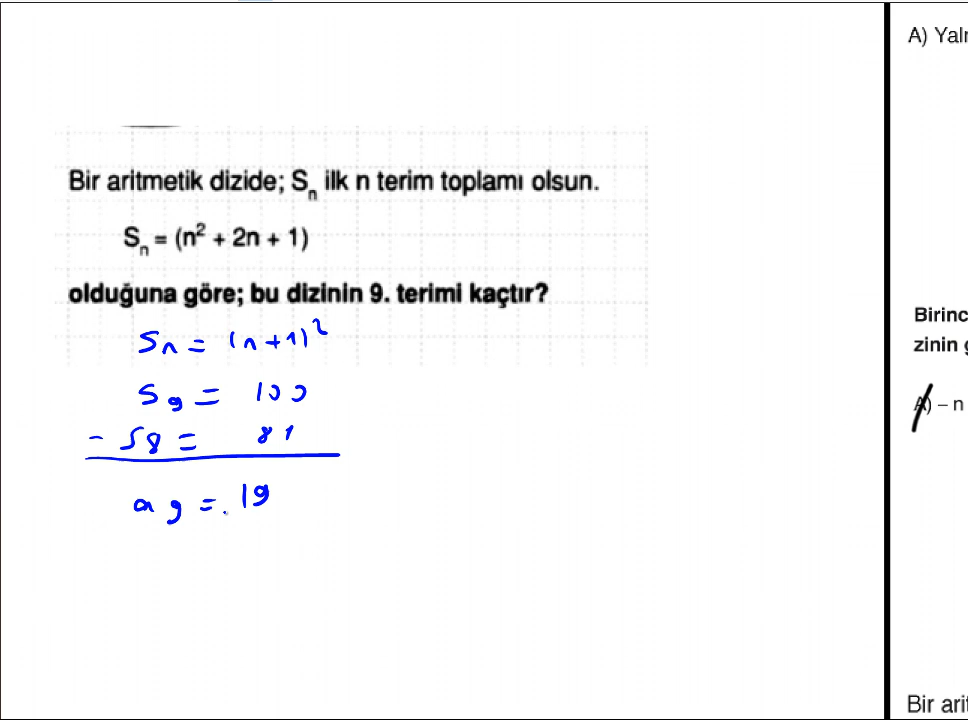 Bir aritmetik dizide; Sₙ ilk n terim toplamı olsun.
Sₙ = (n² + 2n + 1)
olduğuna göre; bu dizinin 9. terimi kaçtır?
Sn = (n+1)²
S9 = 100
- S8 = 81
a9 = 19
A) Yalr
Birinc
zinin g
A) – n
Bir arit